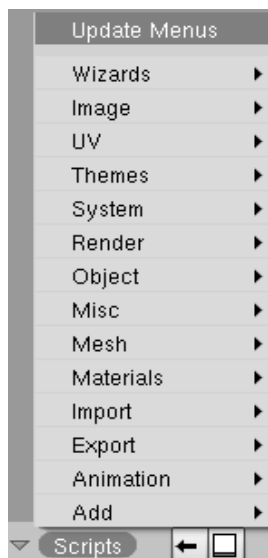 Update Menus
Wizards
Image
UV
Themes
System
Render
Object
Misc
Mesh
Materials
Import
Export
Animation
Add
Scripts